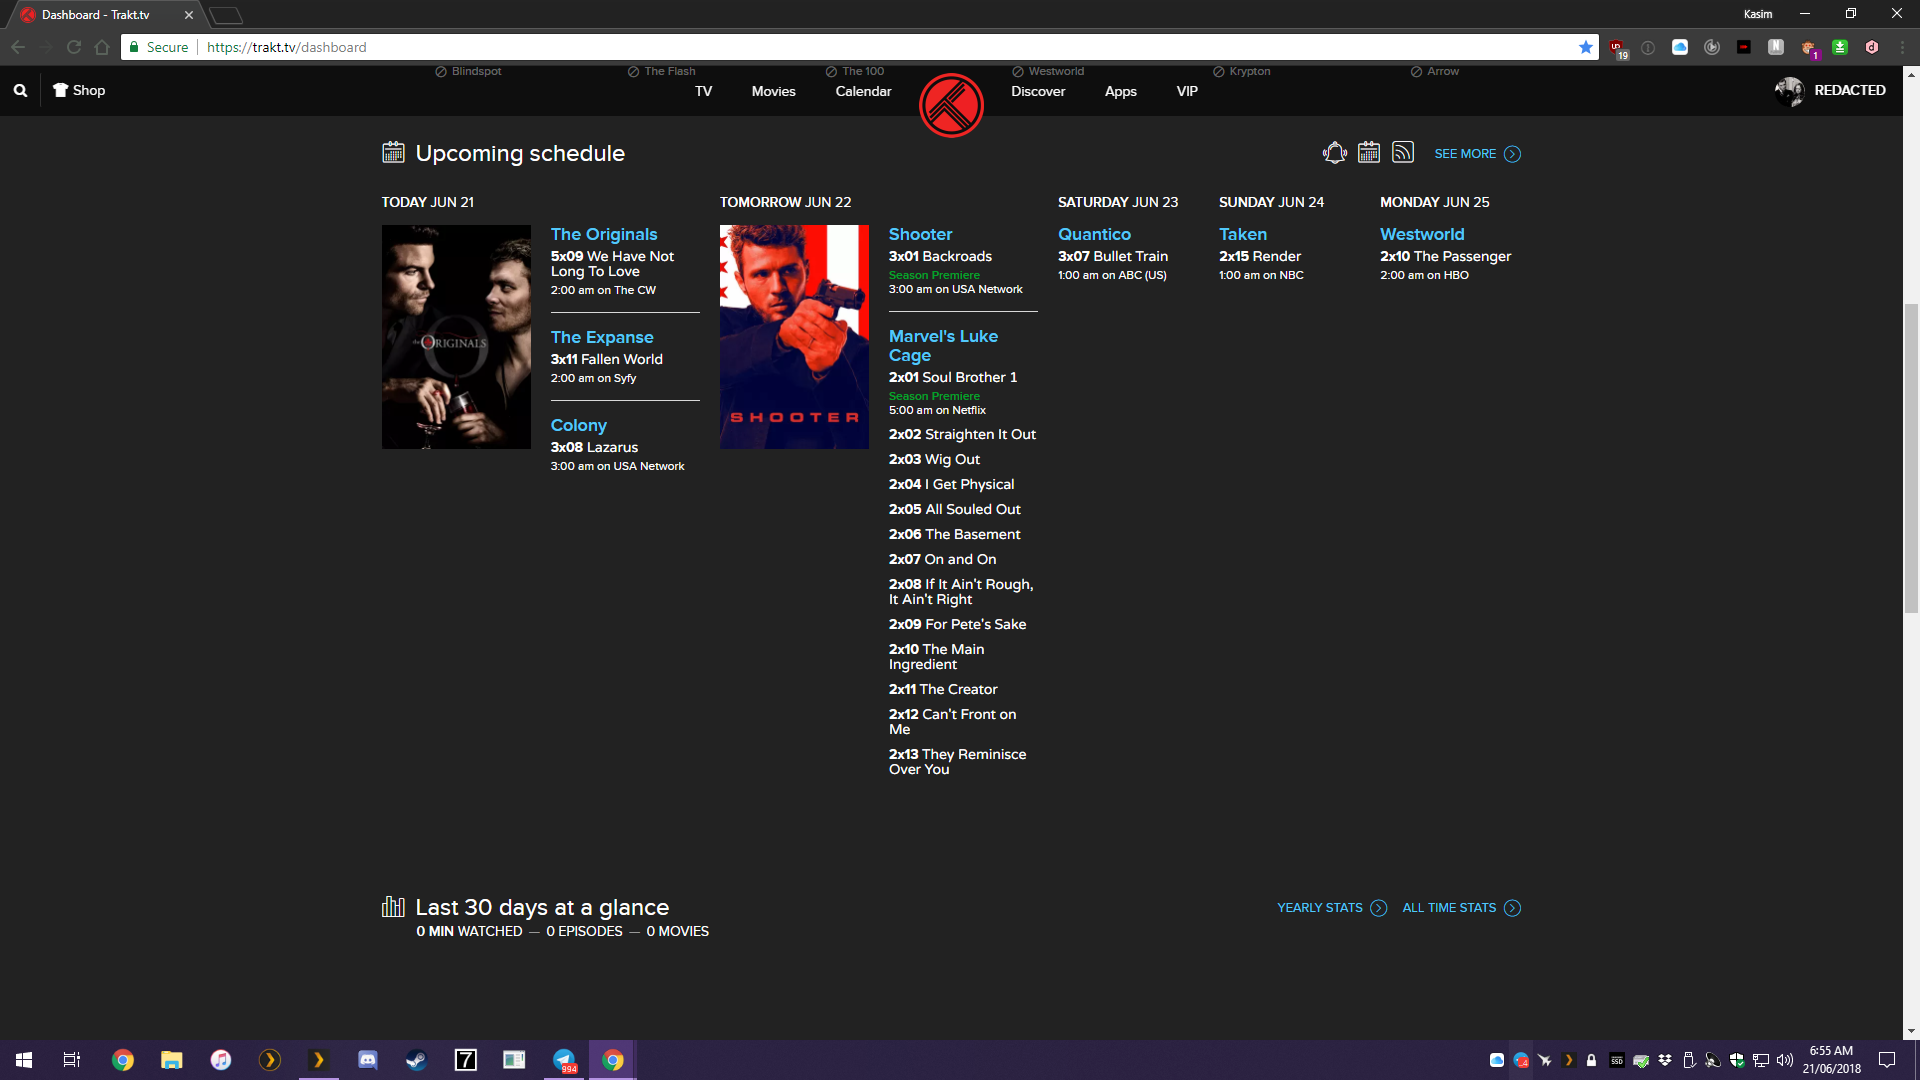 Dashboard - Trakt.tv
Kasim
Secure
https://trakt.tv/dashboard
19
1
Blindspot
The Flash
The 100
Westworld
Krypton
Arrow
Shop
TV
Movies
Calendar
Discover
Apps
VIP
REDACTED
Upcoming schedule
SEE MORE
TODAY JUN 21
The Originals
5x09 We Have Not
Long To Love
2:00 am on The CW
The Expanse
3x11 Fallen World
2:00 am on Syfy
Colony
3x08 Lazarus
3:00 am on USA Network
the ORIGINALS
TOMORROW JUN 22
SHOOTER
Shooter
3x01 Backroads
Season Premiere
3:00 am on USA Network
Marvel's Luke
Cage
2x01 Soul Brother 1
Season Premiere
5:00 am on Netflix
2x02 Straighten It Out
2x03 Wig Out
2x04 I Get Physical
2x05 All Souled Out
2x06 The Basement
2x07 On and On
2x08 If It Ain't Rough,
It Ain't Right
2x09 For Pete's Sake
2x10 The Main
Ingredient
2x11 The Creator
2x12 Can't Front on
Me
2x13 They Reminisce
Over You
SATURDAY JUN 23
Quantico
3x07 Bullet Train
1:00 am on ABC (US)
SUNDAY JUN 24
Taken
2x15 Render
1:00 am on NBC
MONDAY JUN 25
Westworld
2x10 The Passenger
2:00 am on HBO
Last 30 days at a glance
0 MIN WATCHED — 0 EPISODES — 0 MOVIES
YEARLY STATS
ALL TIME STATS
7
994
SSD
6:55 AM
21/06/2018